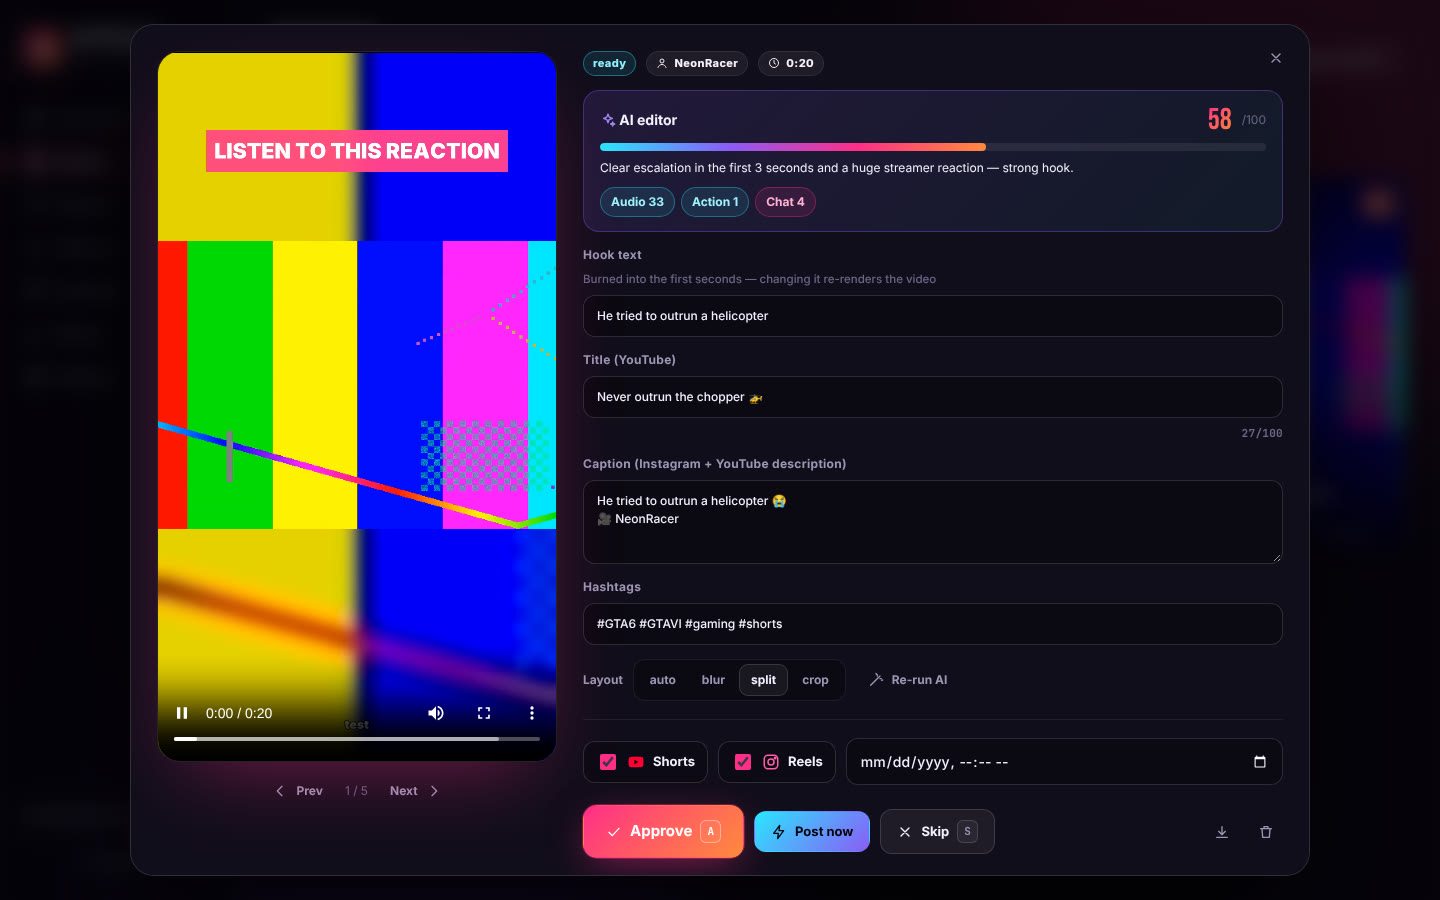 LISTEN TO THIS REACTION
0:00 / 0:20
test
Prev
1 / 5
Next
ready
NeonRacer
0:20
AI editor
58 /100
Clear escalation in the first 3 seconds and a huge streamer reaction — strong hook.
Audio 33
Action 1
Chat 4
Hook text
Burned into the first seconds — changing it re-renders the video
He tried to outrun a helicopter
Title (YouTube)
Never outrun the chopper 🚁
27/100
Caption (Instagram + YouTube description)
He tried to outrun a helicopter 😭
🎥 NeonRacer
Hashtags
#GTA6 #GTAVI #gaming #shorts
Layout
auto
blur
split
crop
Re-run AI
Shorts
Reels
mm/dd/yyyy, --:-- --
Approve A
Post now
Skip S